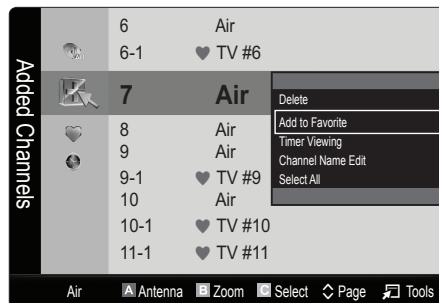 Added Channels
6 Air
6-1 ♥ TV #6
7 Air
8 Air
9 Air
9-1 ♥ TV #9
10 Air
10-1 ♥ TV #10
11-1 ♥ TV #11
Delete
Add to Favorite
Timer Viewing
Channel Name Edit
Select All
Air A Antenna B Zoom C Select Page Tools